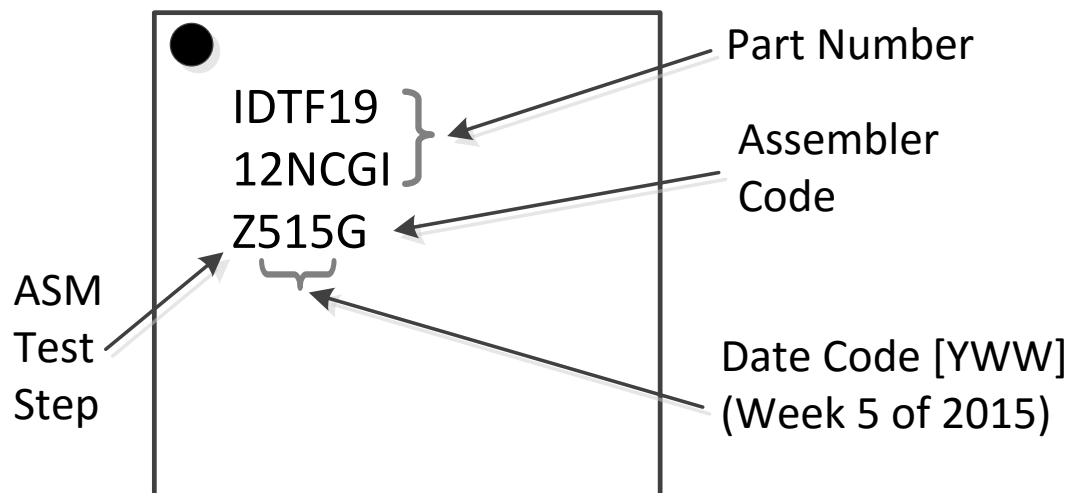 IDTF19
12NCGI
Z515G
Part Number
Assembler
Code
ASM
Test
Step
Date Code [YWW]
(Week 5 of 2015)